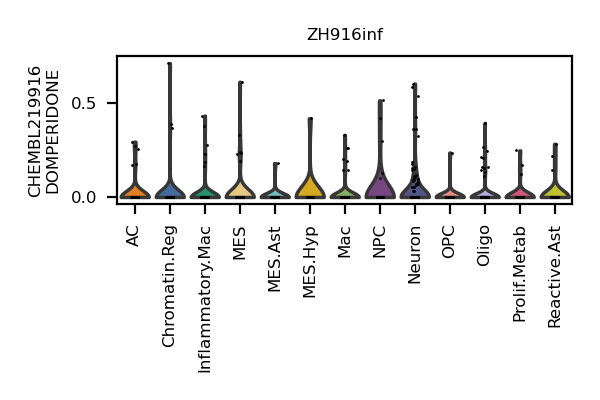 ZH916inf
CHEMBL219916
DOMPERIDONE
0.5
0.0
AC
Chromatin.Reg
Inflammatory.Mac
MES
MES.Ast
MES.Hyp
Mac
NPC
Neuron
OPC
Oligo
Prolif.Metab
Reactive.Ast